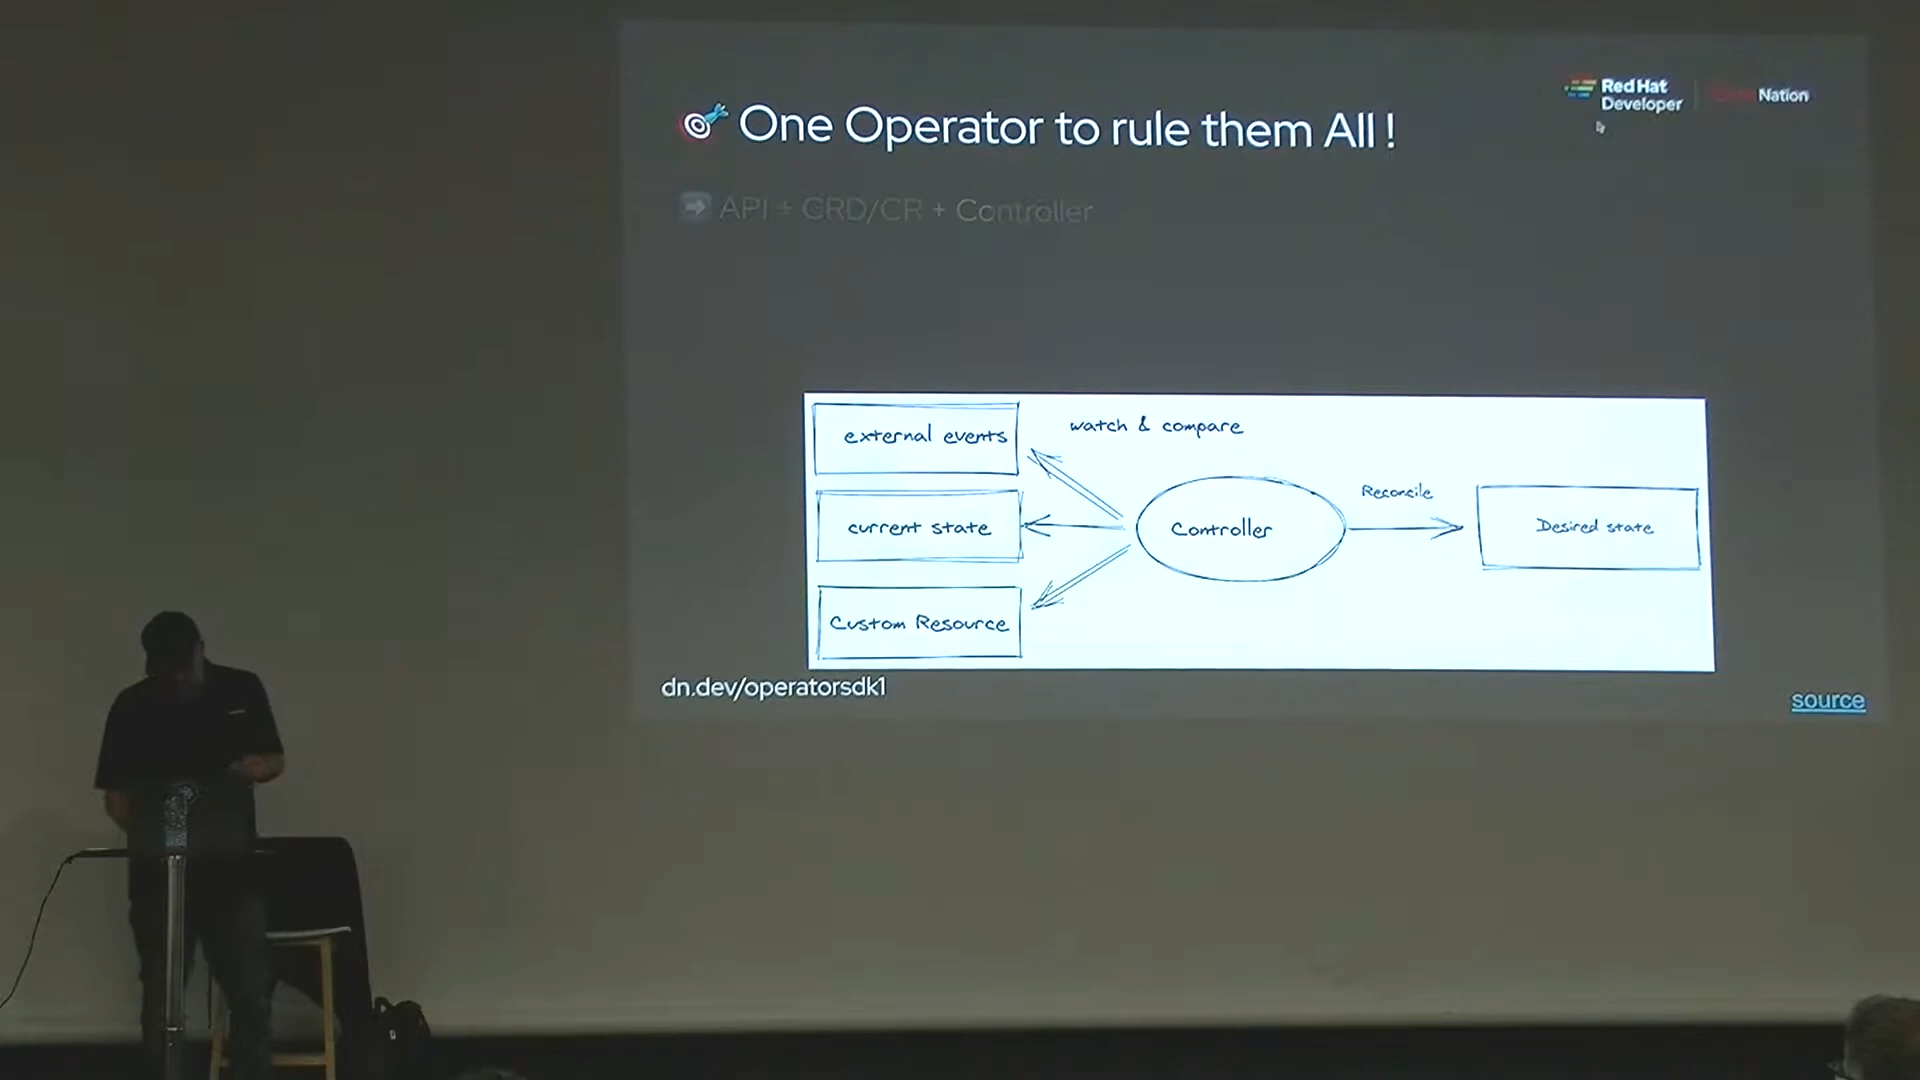 One Operator to rule them All !
Red Hat
Developer
Nation
API + CRD/CR + Controller
external events
watch & compare
current state
Controller
Reconcile
Desired state
Custom Resource
dn.dev/operatorsdk1
source